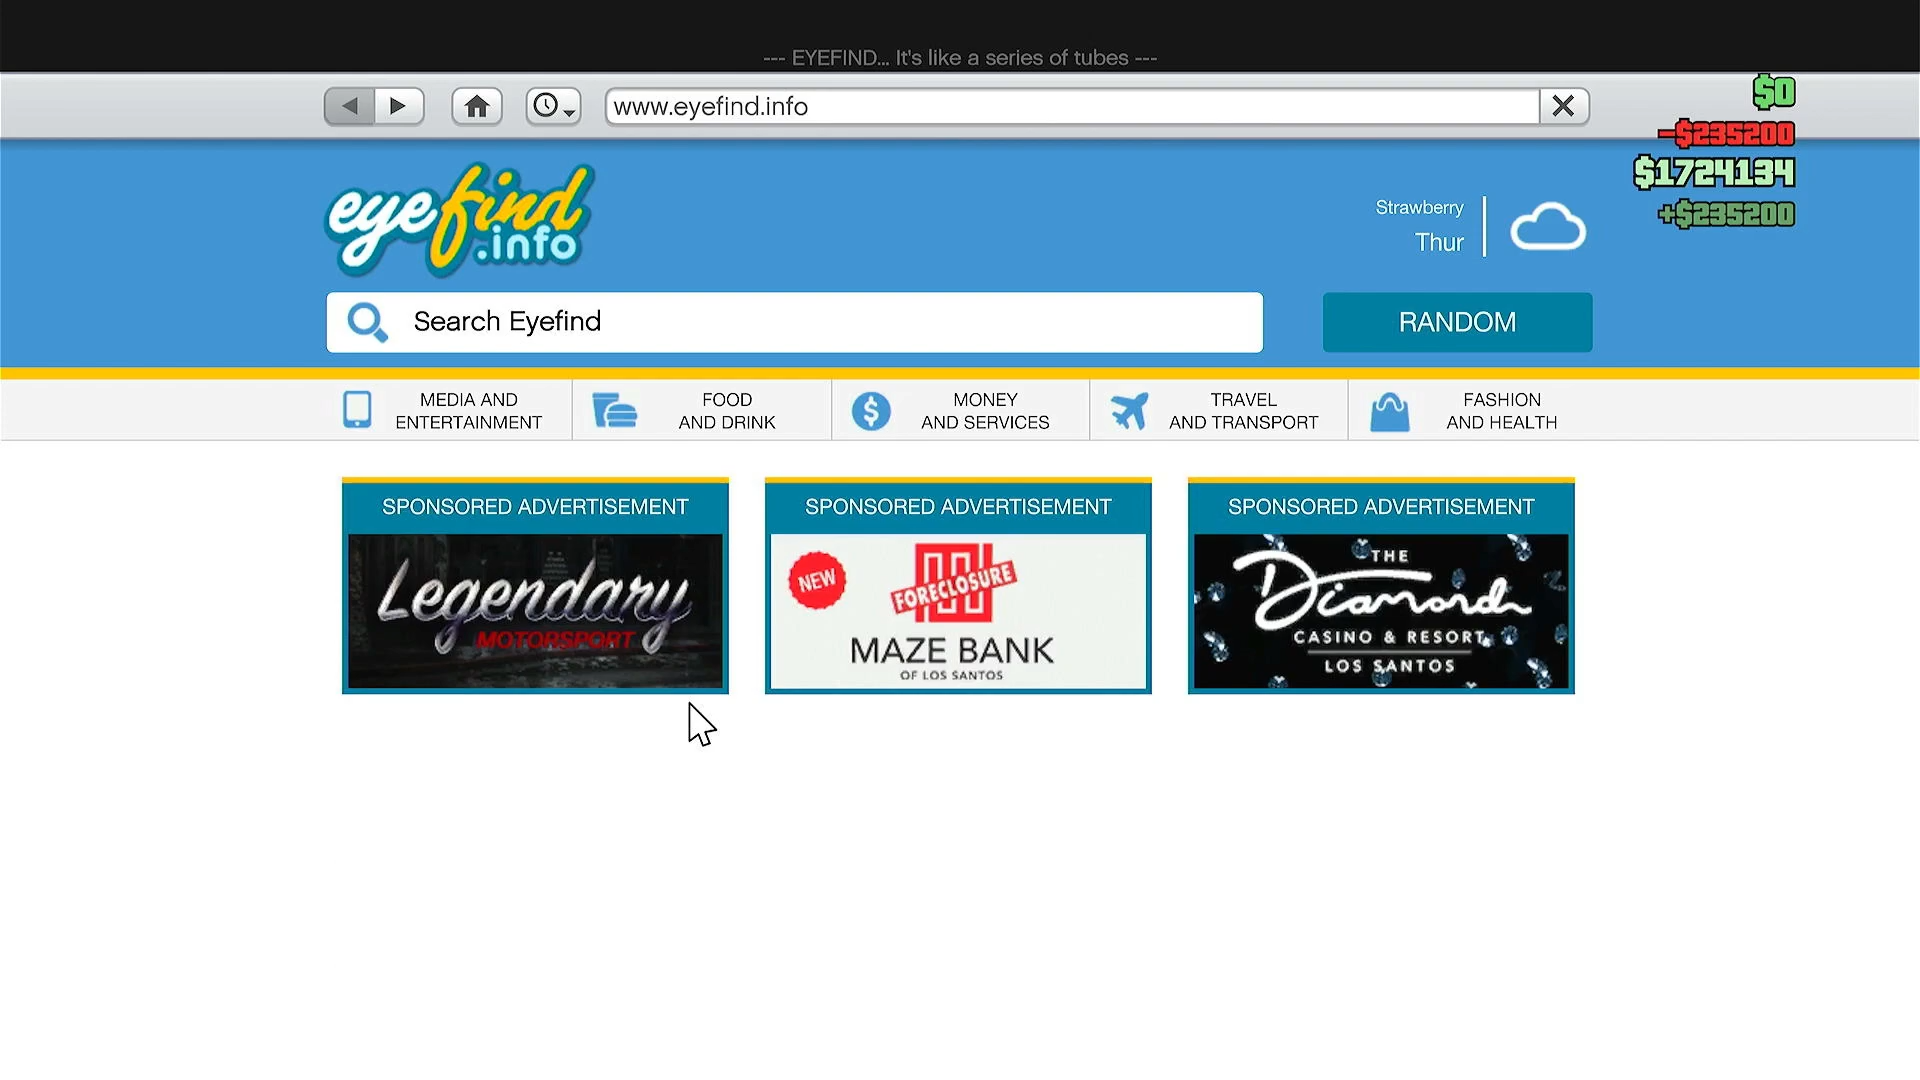 --- EYEFIND... It's like a series of tubes ---
www.eyefind.info
$0
-$235200
$1724134
+$235200
eyefind
.info
Strawberry
Thur
Search Eyefind
RANDOM
MEDIA AND
ENTERTAINMENT
FOOD
AND DRINK
MONEY
AND SERVICES
TRAVEL
AND TRANSPORT
FASHION
AND HEALTH
SPONSORED ADVERTISEMENT
Legendary
MOTORSPORT
SPONSORED ADVERTISEMENT
NEW
FORECLOSURE
MAZE BANK
OF LOS SANTOS
SPONSORED ADVERTISEMENT
THE
Diamond
CASINO & RESORT
LOS SANTOS